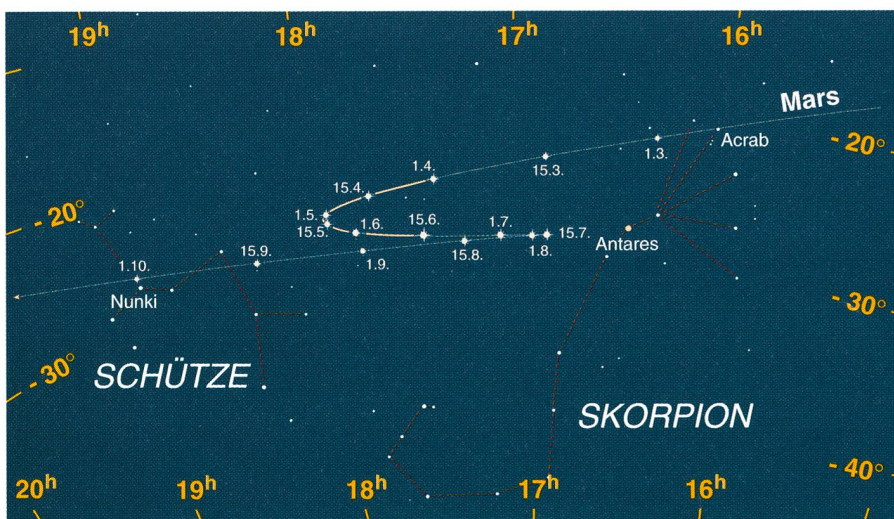 19h 18h 17h 16h
Mars
Acrab
- 20°
1.3.
15.3.
1.4.
15.4.
1.5.
15.5.
1.6.
15.6.
1.7.
15.7.
1.8.
15.8.
1.9.
15.9.
1.10.
- 20°
Antares
Nunki
- 30°
- 30°
SCHÜTZE
SKORPION
- 40°
20h 19h 18h 17h 16h